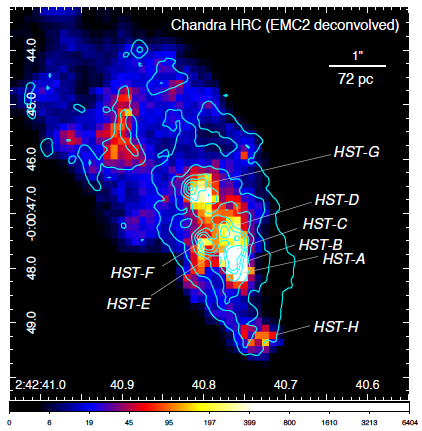 Chandra HRC (EMC2 deconvolved)
1"
72 pc
44.0
45.0
46.0
-0:00:47.0
48.0
49.0
HST-G
HST-D
HST-C
HST-B
HST-A
HST-F
HST-E
HST-H
2:42:41.0 40.9 40.8 40.7 40.6
0 6 19 45 95 197 399 800 1610 3213 6404